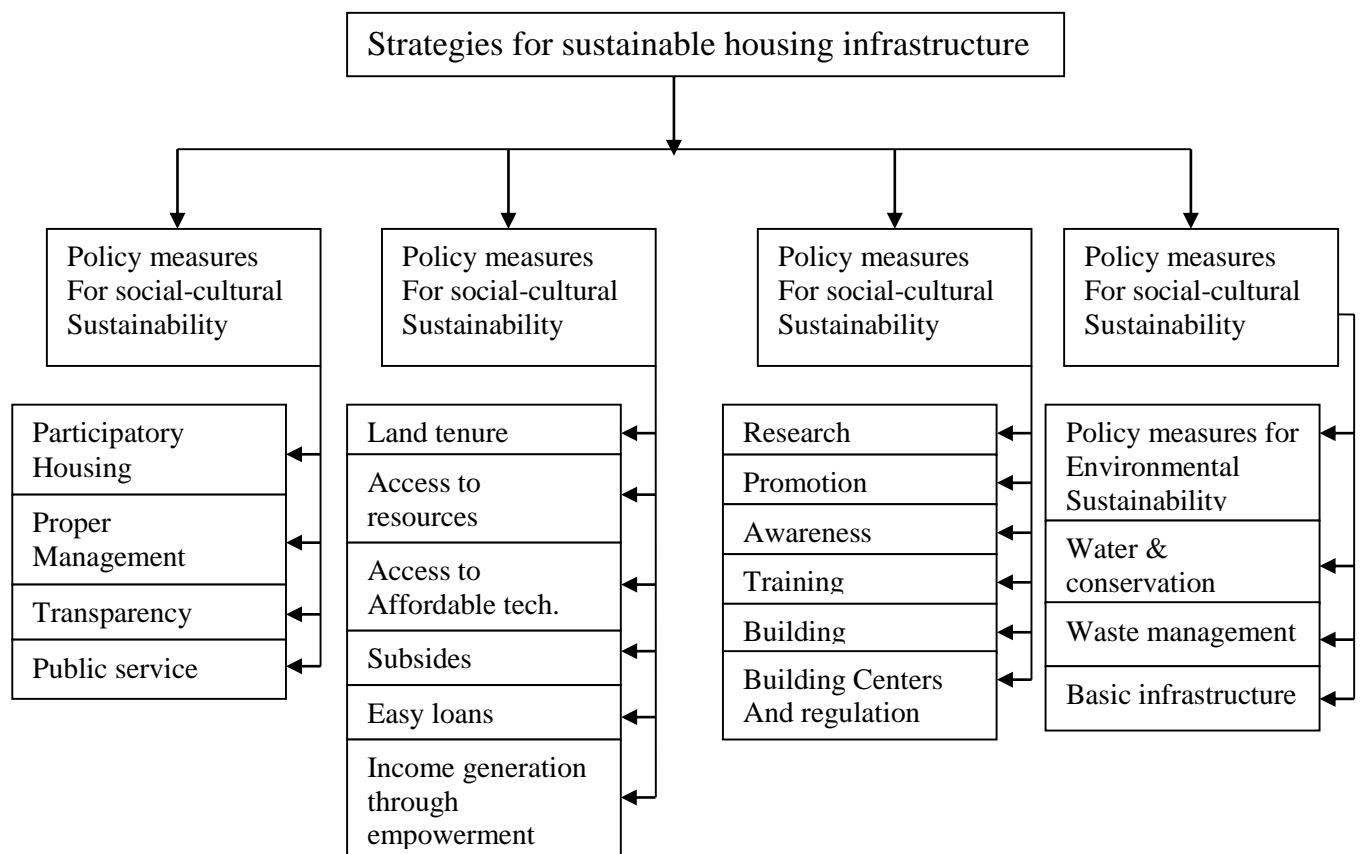 Strategies for sustainable housing infrastructure
Policy measures
For social-cultural
Sustainability
Policy measures
For social-cultural
Sustainability
Policy measures
For social-cultural
Sustainability
Policy measures
For social-cultural
Sustainability
Participatory
Housing
Proper
Management
Transparency
Public service
Land tenure
Access to
resources
Access to
Affordable tech.
Subsides
Easy loans
Income generation
through
empowerment
Research
Promotion
Awareness
Training
Building
Building Centers
And regulation
Policy measures for
Environmental
Sustainability
Water &
conservation
Waste management
Basic infrastructure